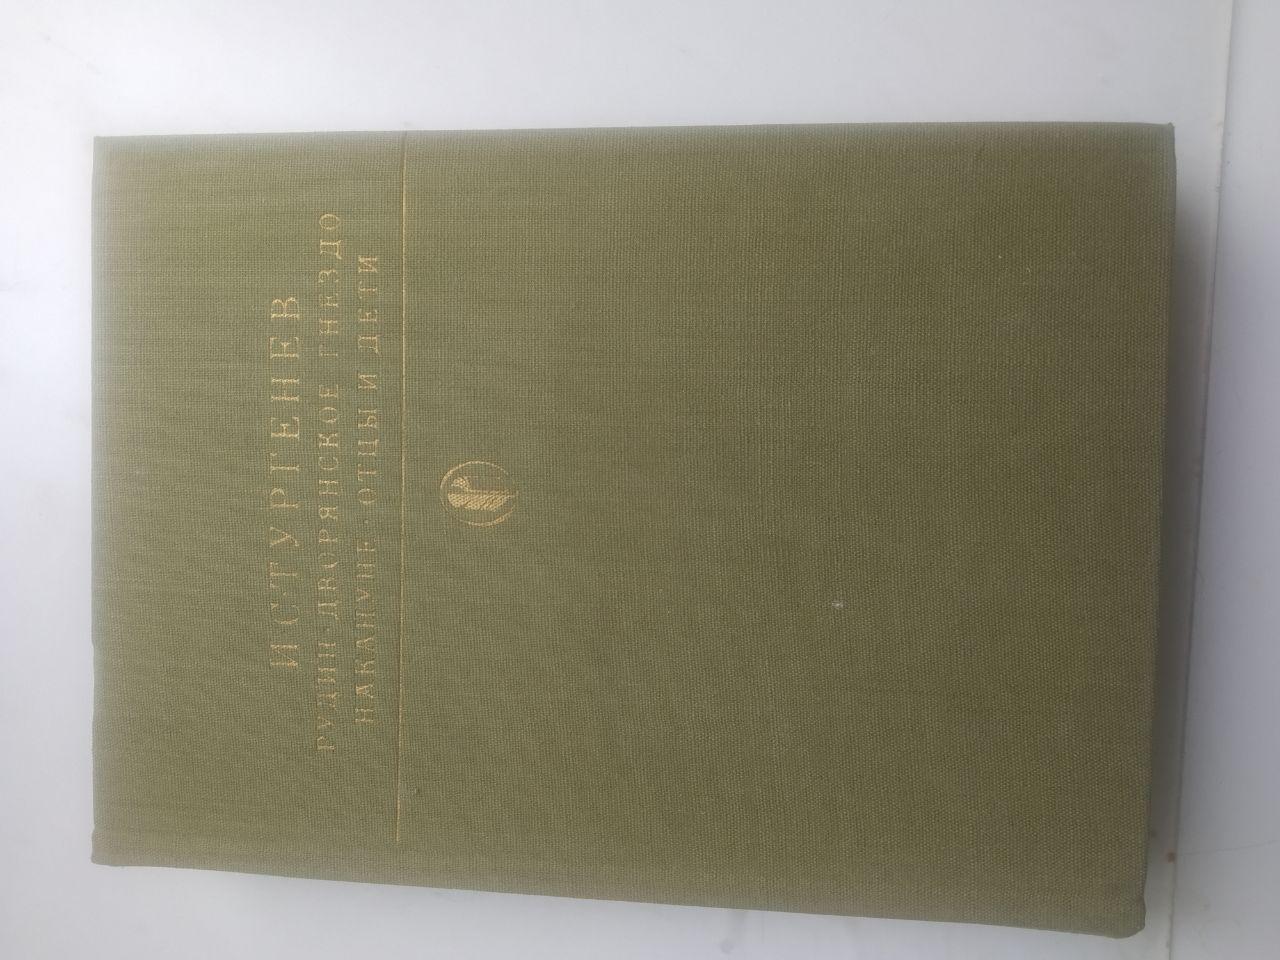 И·С·ТУРГЕНЕВ
РУДИН·ДВОРЯНСКОЕ ГНЕЗДО
НАКАНУНЕ·ОТЦЫ И ДЕТИ